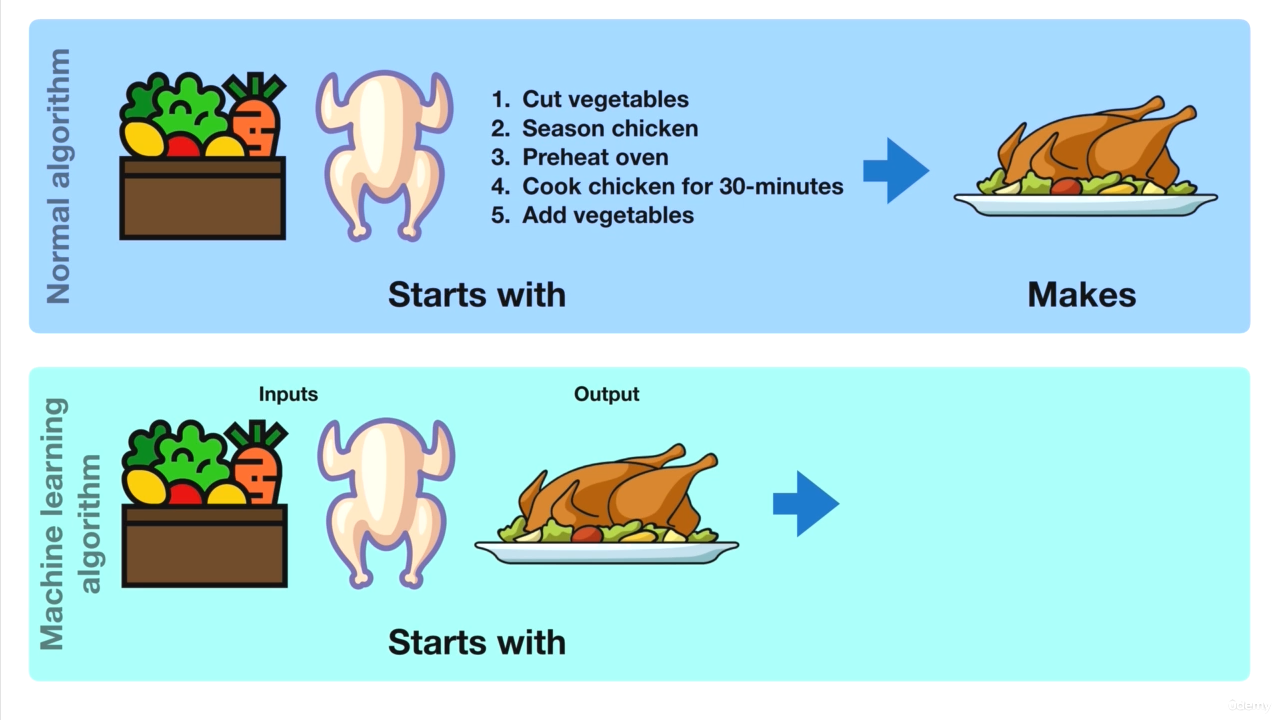 Normal algorithm
1. Cut vegetables
2. Season chicken
3. Preheat oven
4. Cook chicken for 30-minutes
5. Add vegetables
Starts with
Makes
Machine learning
algorithm
Inputs
Output
Starts with